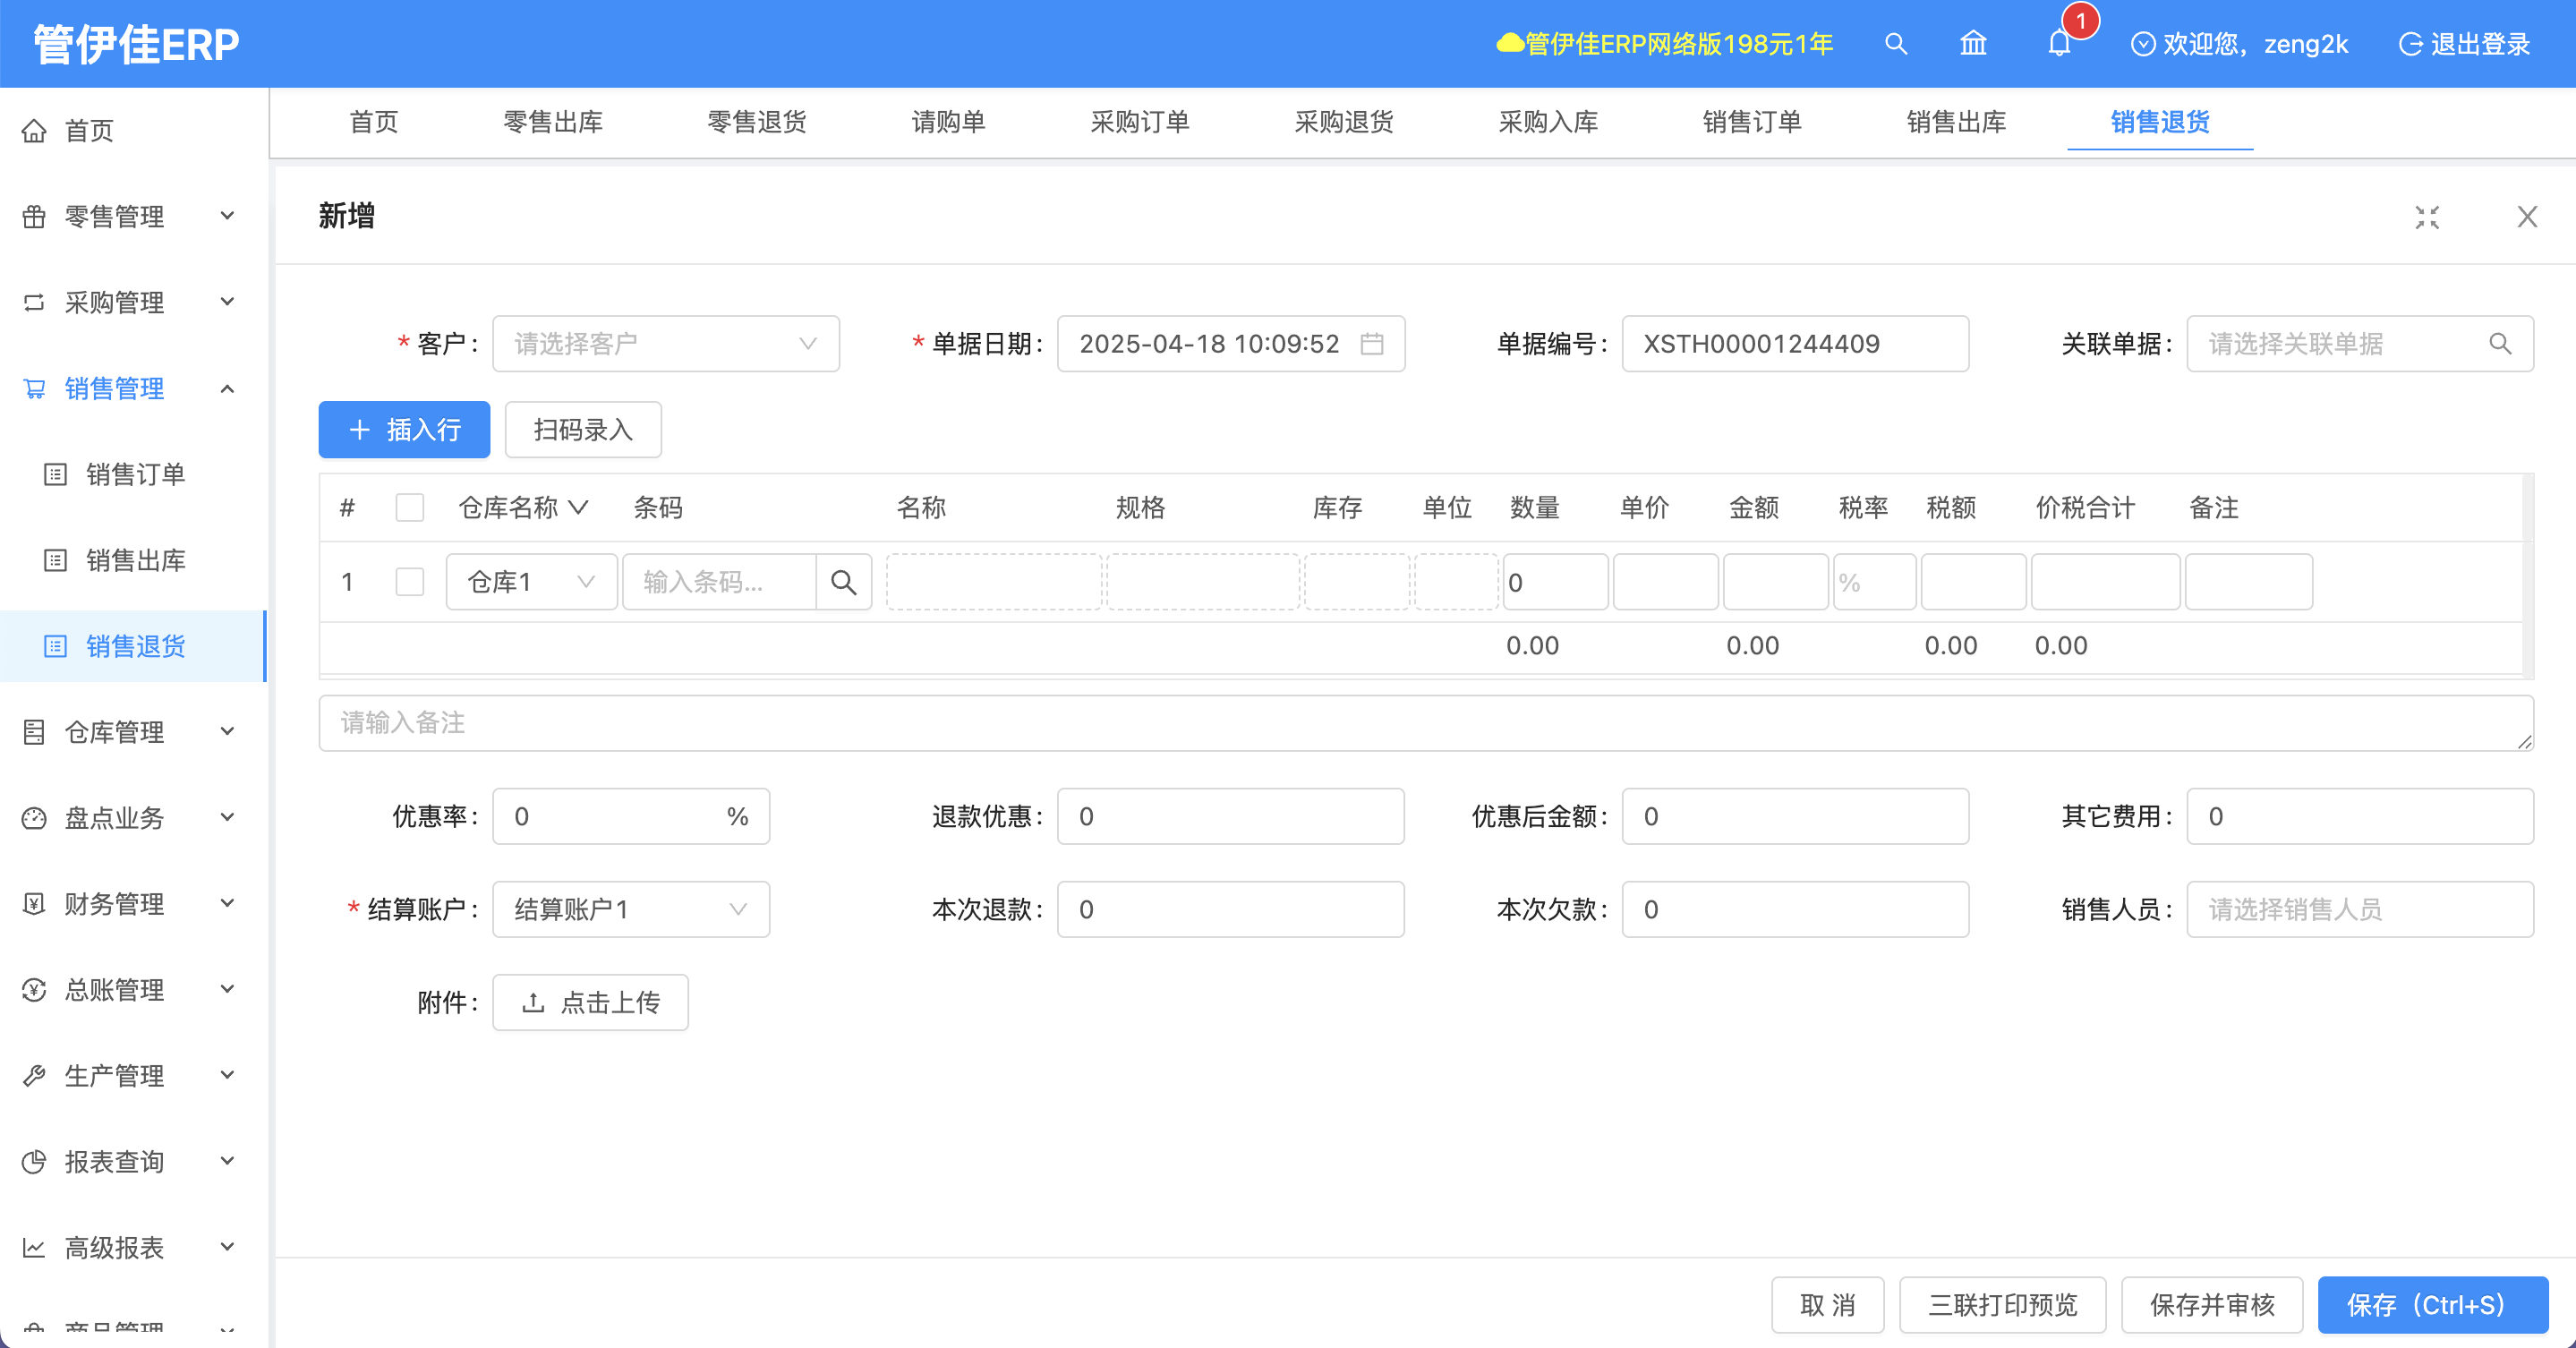 管伊佳ERP
管伊佳ERP网络版198元1年
1
欢迎您，zeng2k
退出登录
首页
零售管理
采购管理
销售管理
销售订单
销售出库
销售退货
仓库管理
盘点业务
财务管理
总账管理
生产管理
报表查询
高级报表
商品管理
首页 零售出库 零售退货 请购单 采购订单 采购退货 采购入库 销售订单 销售出库 销售退货
新增
* 客户： 请选择客户 * 单据日期： 2025-04-18 10:09:52 单据编号： XSTH00001244409 关联单据： 请选择关联单据
插入行 扫码录入
# 仓库名称 条码 名称 规格 库存 单位 数量 单价 金额 税率 税额 价税合计 备注
1 仓库1 输入条码... 0 %
0.00 0.00 0.00 0.00
请输入备注
优惠率： 0 % 退款优惠： 0 优惠后金额： 0 其它费用： 0
* 结算账户： 结算账户1 本次退款： 0 本次欠款： 0 销售人员： 请选择销售人员
附件： 点击上传
取 消 三联打印预览 保存并审核 保存（Ctrl+S）